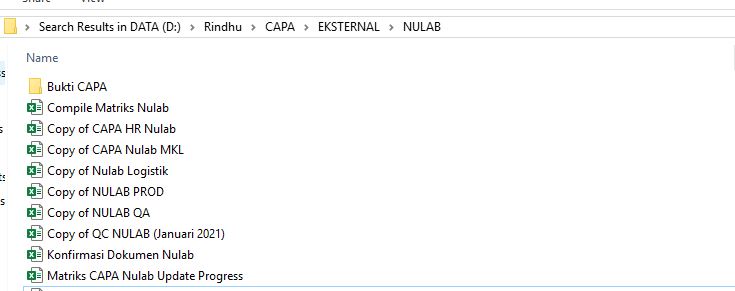 Search Results in DATA (D:) > Rindhu > CAPA > EKSTERNAL > NULAB
Name
Bukti CAPA
Compile Matriks Nulab
Copy of CAPA HR Nulab
Copy of CAPA Nulab MKL
Copy of Nulab Logistik
Copy of NULAB PROD
Copy of NULAB QA
Copy of QC NULAB (Januari 2021)
Konfirmasi Dokumen Nulab
Matriks CAPA Nulab Update Progress